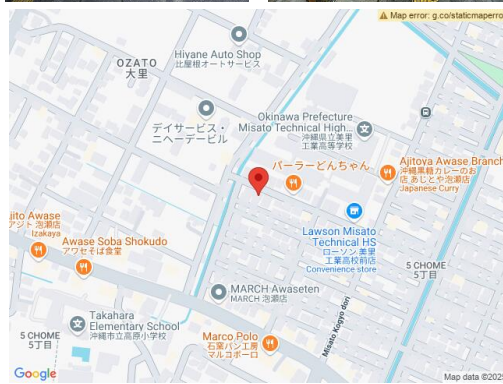 Map error: g.co/staticmaperro
Hiyane Auto Shop
比屋根オートサービス
OZATO
大里
デイサービス・
ニヘーデービル
Okinawa Prefecture
Misato Technical High...
沖縄県立美里
工業高等学校
パーラーどんちゃん
Ajitoya Awase Branch
沖縄黒糖カレーのお
店 あじとや泡瀬店
Japanese Curry
Lawson Misato
Technical HS
ローソン 美里
工業高校前店
Convenience store
jito Awase
アジト 泡瀬店
Izakaya
Awase Soba Shokudo
アワセそば食堂
5 CHOME
5丁目
MARCH Awaseten
MARCH 泡瀬店
Misato Kogyo dori
Takahara
Elementary School
沖縄市立高原小学校
5 CHOME
5丁目
Marco Polo
石窯パン工房
マルコポーロ
Google
Map data ©202